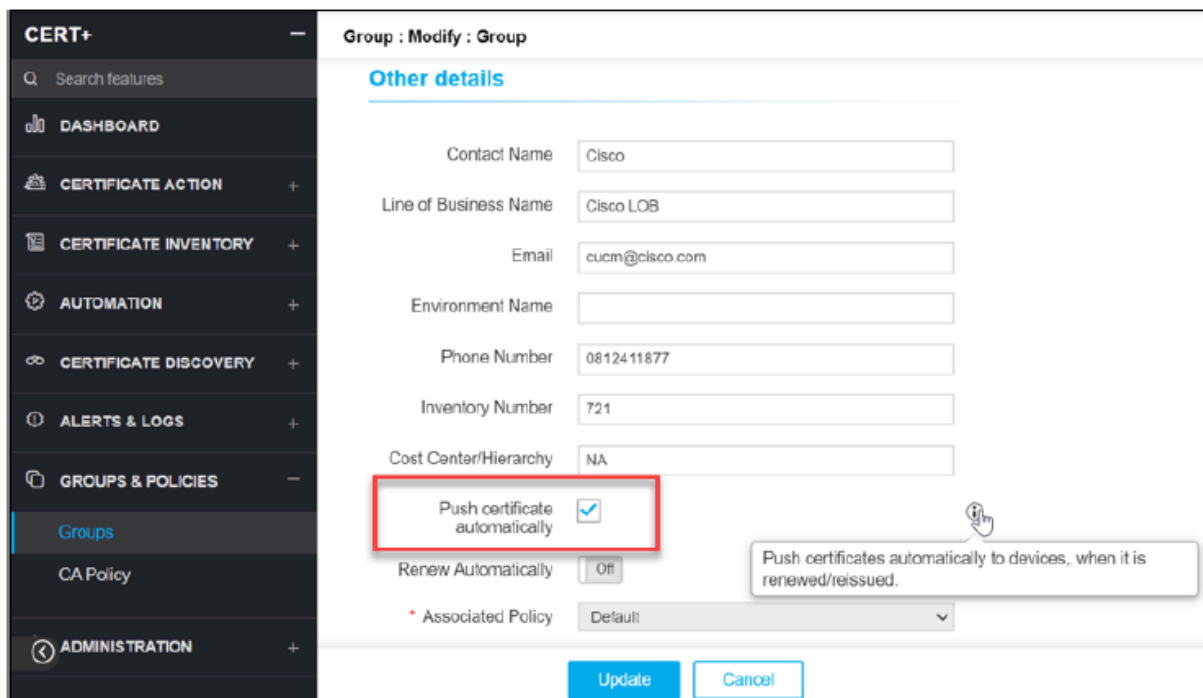 CERT+
Search features
DASHBOARD
CERTIFICATE ACTION
CERTIFICATE INVENTORY
AUTOMATION
CERTIFICATE DISCOVERY
ALERTS & LOGS
GROUPS & POLICIES
Groups
CA Policy
ADMINISTRATION
Group : Modify : Group
Other details
Contact Name Cisco
Line of Business Name Cisco LOB
Email cucm@cisco.com
Environment Name
Phone Number 0812411877
Inventory Number 721
Cost Center/Hierarchy NA
Push certificate
automatically
Renew Automatically Off
Push certificates automatically to devices, when it is
renewed/reissued.
* Associated Policy Default
Update Cancel